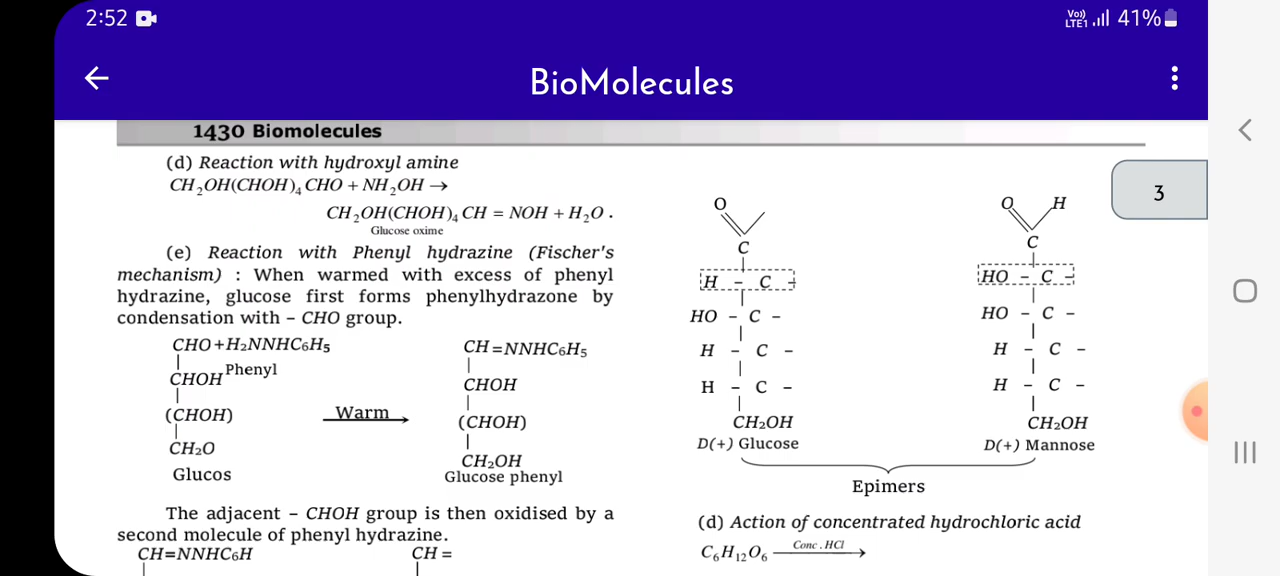 2:52
Vo)) LTE1 41%
BioMolecules
3
1430 Biomolecules
(d) Reaction with hydroxyl amine
CH₂OH(CHOH)₄CHO + NH₂OH →
CH₂OH(CHOH)₄CH = NOH + H₂O .
Glucose oxime
(e) Reaction with Phenyl hydrazine (Fischer's
mechanism) : When warmed with excess of phenyl
hydrazine, glucose first forms phenylhydrazone by
condensation with – CHO group.
CHO +H₂NNHC₆H₅
|
CHOH Phenyl
|
(CHOH)
|
CH₂O
Glucos
Warm
CH =NNHC₆H₅
|
CHOH
|
(CHOH)
|
CH₂OH
Glucose phenyl
The adjacent – CHOH group is then oxidised by a
second molecule of phenyl hydrazine.
CH=NNHC₆H
|
CH =
|
O
C
|
H – C –
|
HO – C –
|
H – C –
|
H – C –
|
CH₂OH
D(+) Glucose
O H
C
|
HO – C –
|
HO – C –
|
H – C –
|
H – C –
|
CH₂OH
D(+) Mannose
Epimers
(d) Action of concentrated hydrochloric acid
C₆H₁₂O₆ Conc . HCl →